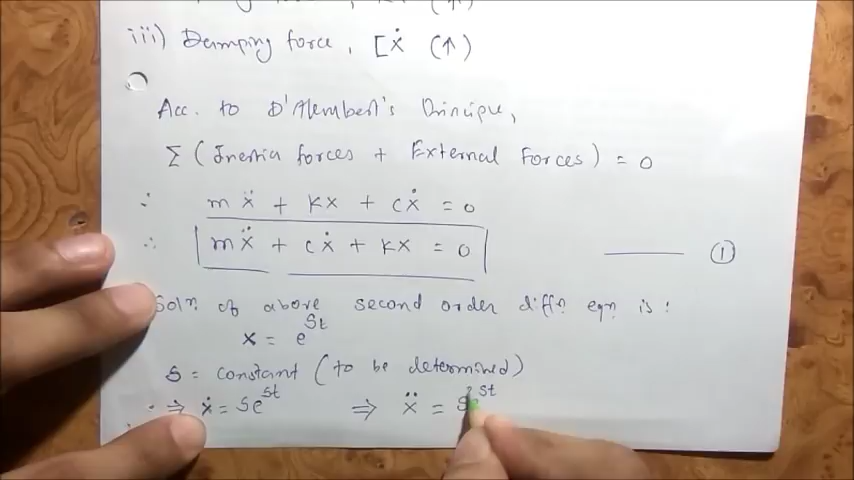 iii) Damping force, [ẋ (↑)
Acc. to D'Alembert's Principle,
Σ (Inertia forces + External forces) = 0
∴ mẍ + kx + cẋ = 0
∴ mẍ + cẋ + kx = 0 ——— ①
Soln of above second order diffn eqn is :
x = e^{st}
s = constant (to be determined)
∴ ⇒ ẋ = se^{st} ⇒ ẍ = s²e^{st}